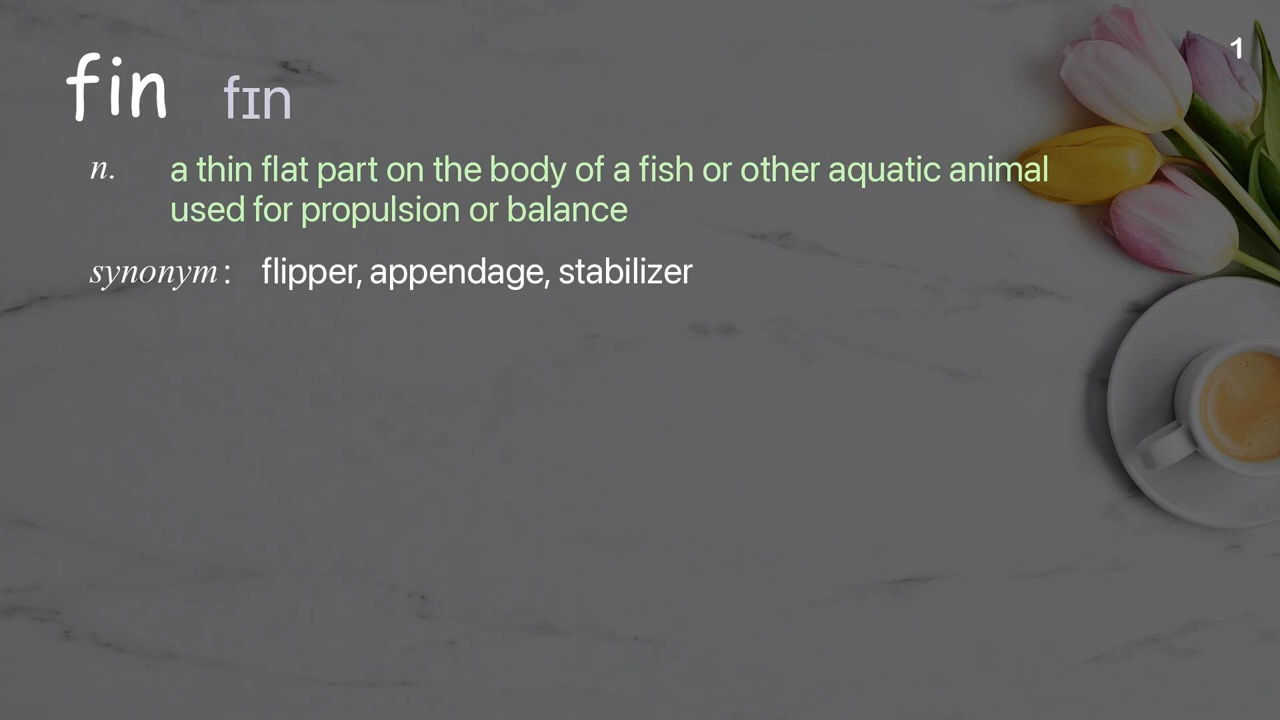 1
fin fɪn
n. a thin flat part on the body of a fish or other aquatic animal
used for propulsion or balance
synonym: flipper, appendage, stabilizer